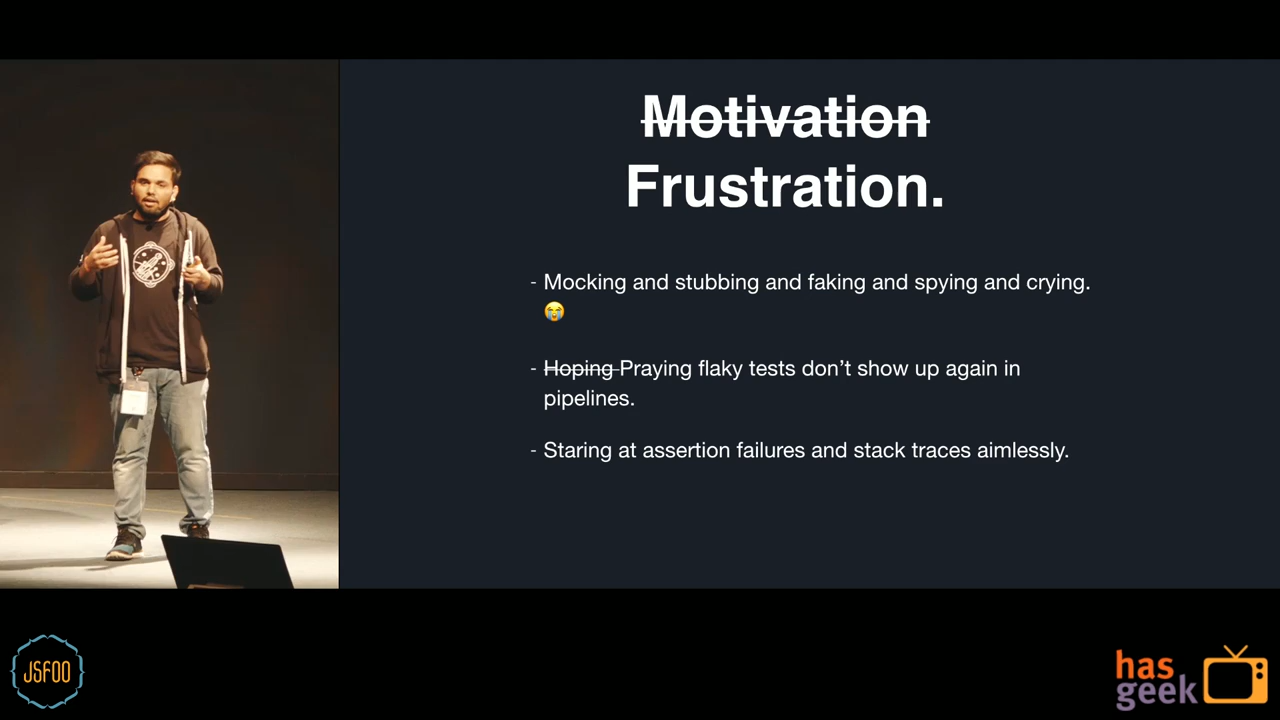 Motivation
Frustration.
- Mocking and stubbing and faking and spying and crying.
😭
- Hoping Praying flaky tests don’t show up again in
pipelines.
- Staring at assertion failures and stack traces aimlessly.
JSFOO
has
geek